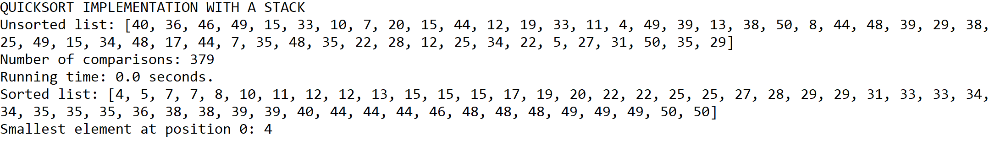 QUICKSORT IMPLEMENTATION WITH A STACK
Unsorted list: [40, 36, 46, 49, 15, 33, 10, 7, 20, 15, 44, 12, 19, 33, 11, 4, 49, 39, 13, 38, 50, 8, 44, 48, 39, 29, 38,
25, 49, 15, 34, 48, 17, 44, 7, 35, 48, 35, 22, 28, 12, 25, 34, 22, 5, 27, 31, 50, 35, 29]
Number of comparisons: 379
Running time: 0.0 seconds.
Sorted list: [4, 5, 7, 7, 8, 10, 11, 12, 12, 13, 15, 15, 15, 17, 19, 20, 22, 22, 25, 25, 27, 28, 29, 29, 31, 33, 33, 34,
34, 35, 35, 35, 36, 38, 38, 39, 39, 40, 44, 44, 44, 46, 48, 48, 48, 49, 49, 49, 50, 50]
Smallest element at position 0: 4